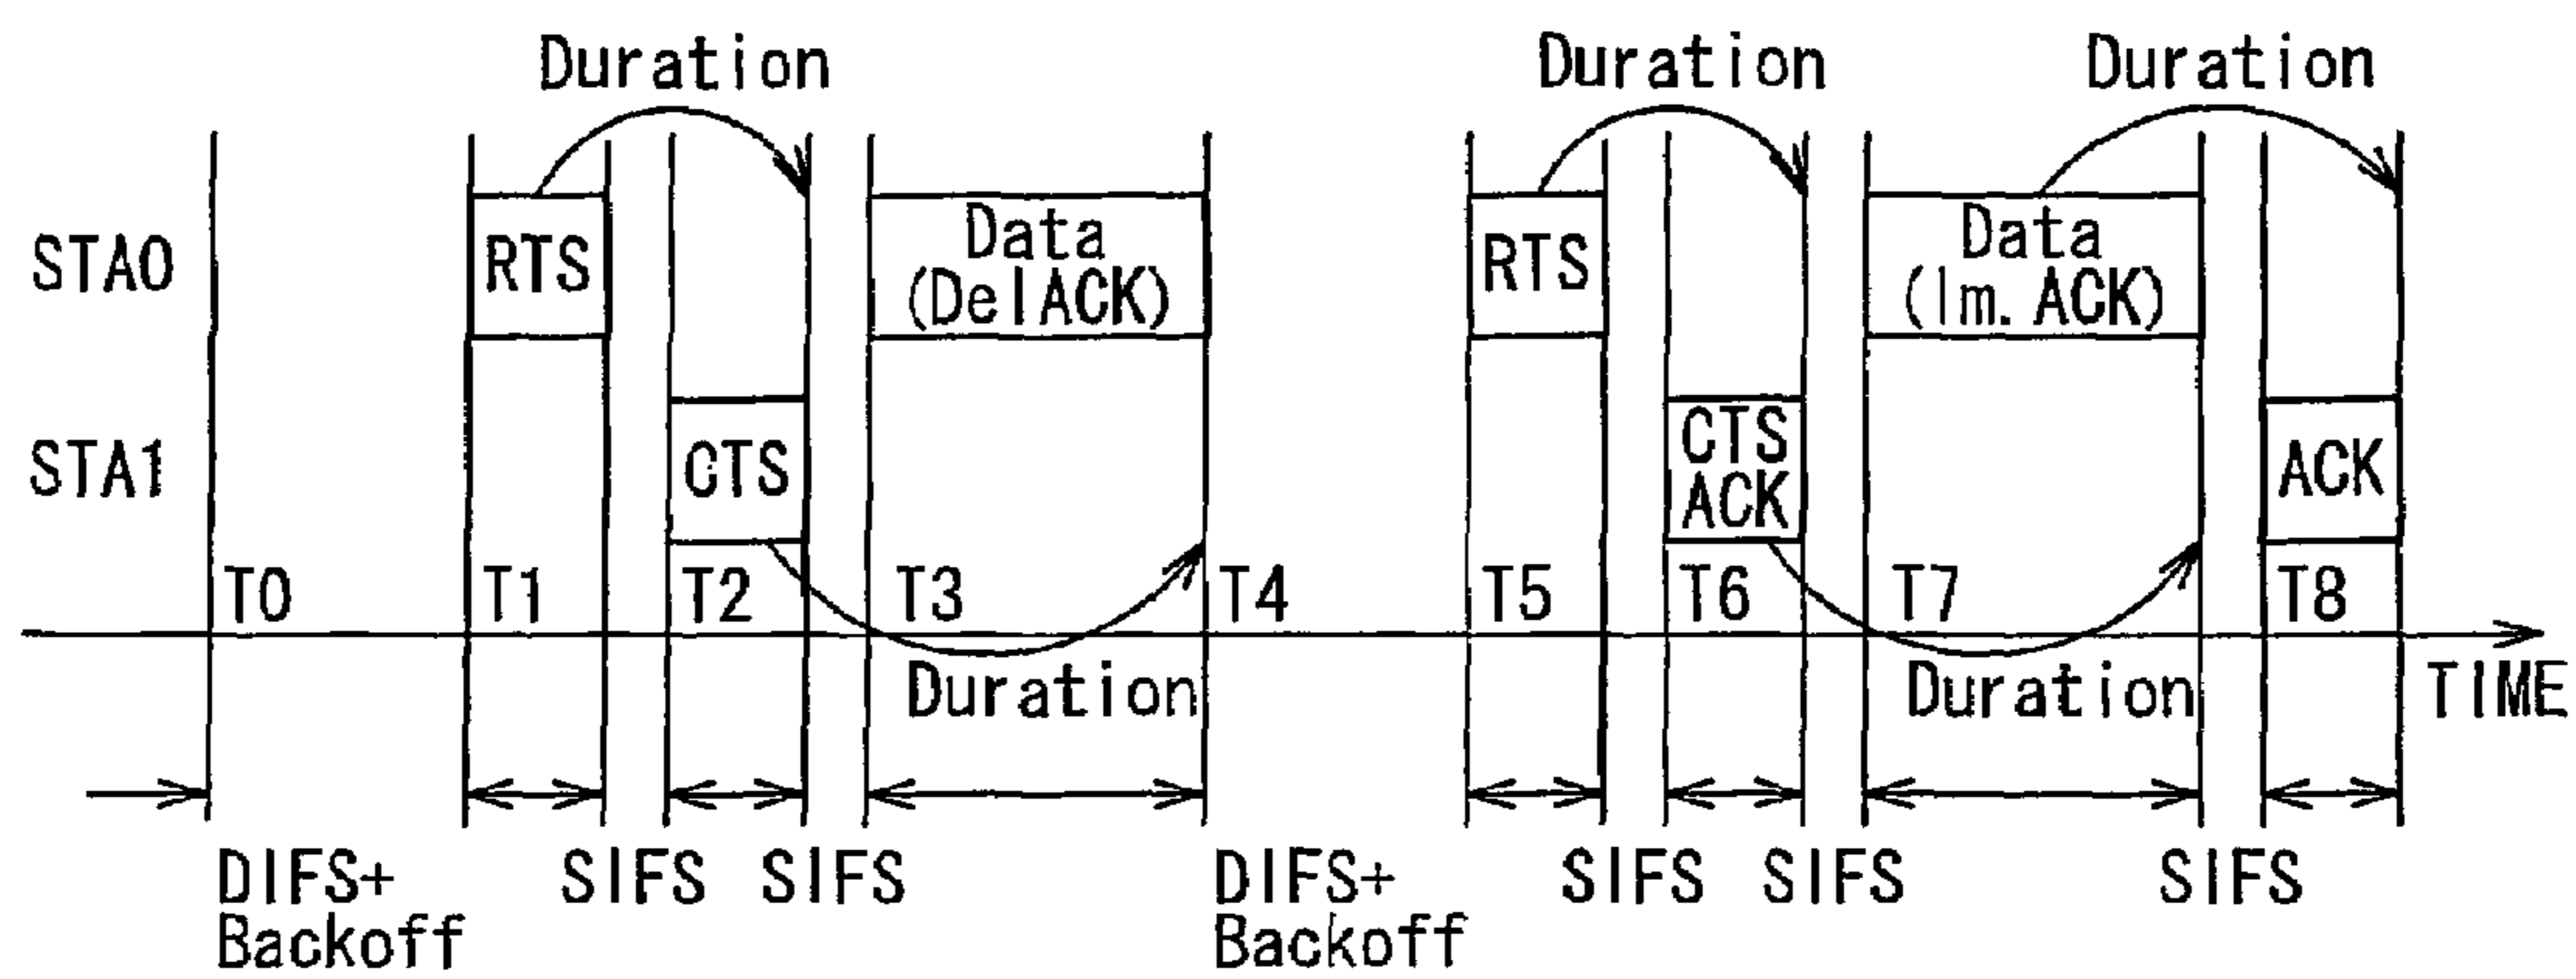 Duration Duration Duration
STA0 RTS Data (DelACK) RTS Data (Im. ACK)
STA1 CTS CTS ACK ACK
T0 T1 T2 T3 T4 T5 T6 T7 T8
Duration Duration TIME
DIFS+ Backoff SIFS SIFS DIFS+ Backoff SIFS SIFS SIFS